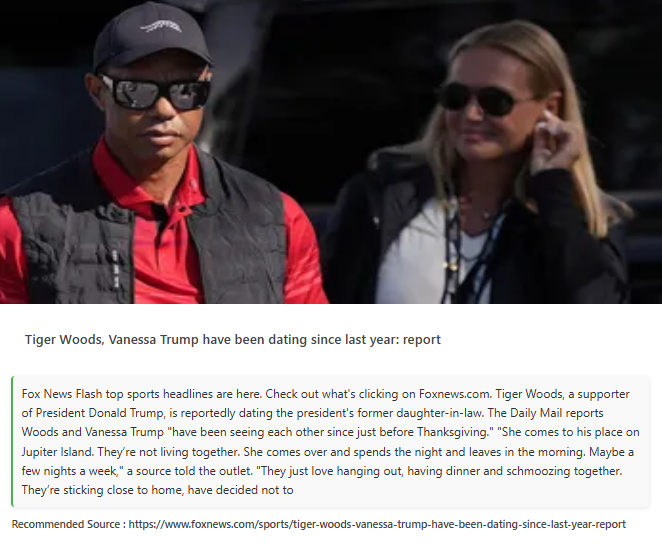 Tiger Woods, Vanessa Trump have been dating since last year: report
Fox News Flash top sports headlines are here. Check out what's clicking on Foxnews.com. Tiger Woods, a supporter
of President Donald Trump, is reportedly dating the president's former daughter-in-law. The Daily Mail reports
Woods and Vanessa Trump "have been seeing each other since just before Thanksgiving." "She comes to his place on
Jupiter Island. They’re not living together. She comes over and spends the night and leaves in the morning. Maybe a
few nights a week," a source told the outlet. "They just love hanging out, having dinner and schmoozing together.
They’re sticking close to home, have decided not to
Recommended Source : https://www.foxnews.com/sports/tiger-woods-vanessa-trump-have-been-dating-since-last-year-report